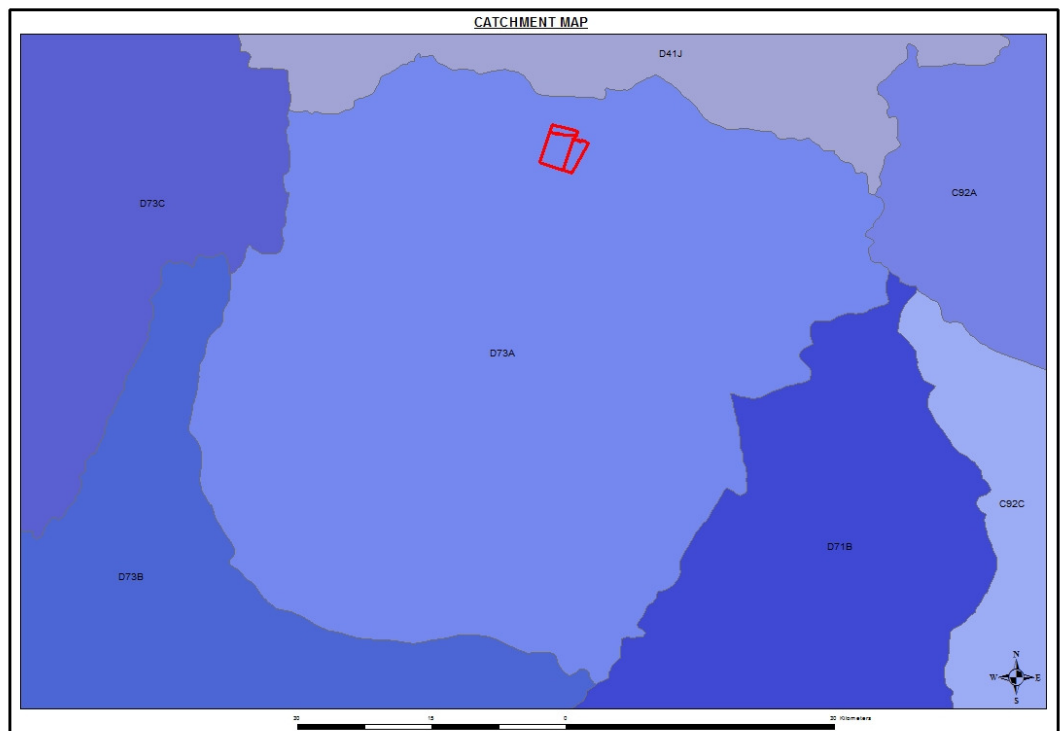 CATCHMENT MAP
D41J
C92A
D73C
D73A
C92C
D71B
D73B
N
W E
S
30 15 0 30 Kilometers